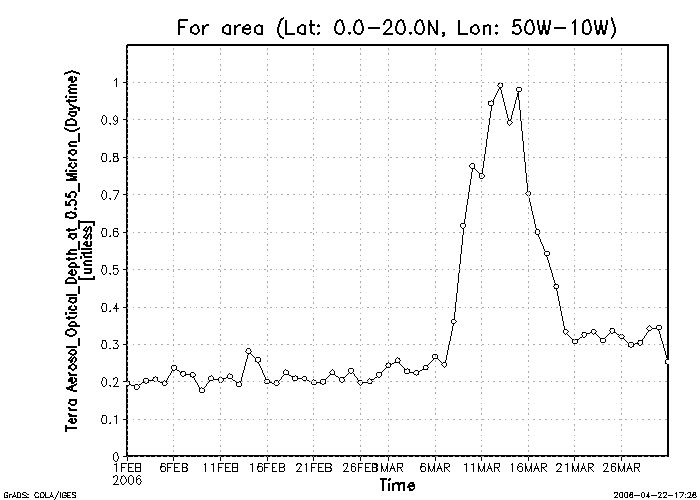 For area (Lat: 0.0-20.0N, Lon: 50W-10W)
Terra Aerosol_Optical_Depth_at_0.55_Micron_(Daytime)
[unitless]
1
0.9
0.8
0.7
0.6
0.5
0.4
0.3
0.2
0.1
0
1FEB 6FEB 11FEB 16FEB 21FEB 26FEB 1MAR 6MAR 11MAR 16MAR 21MAR 26MAR
2006
Time
GrADS: COLA/IGES
2006-04-22-17:26